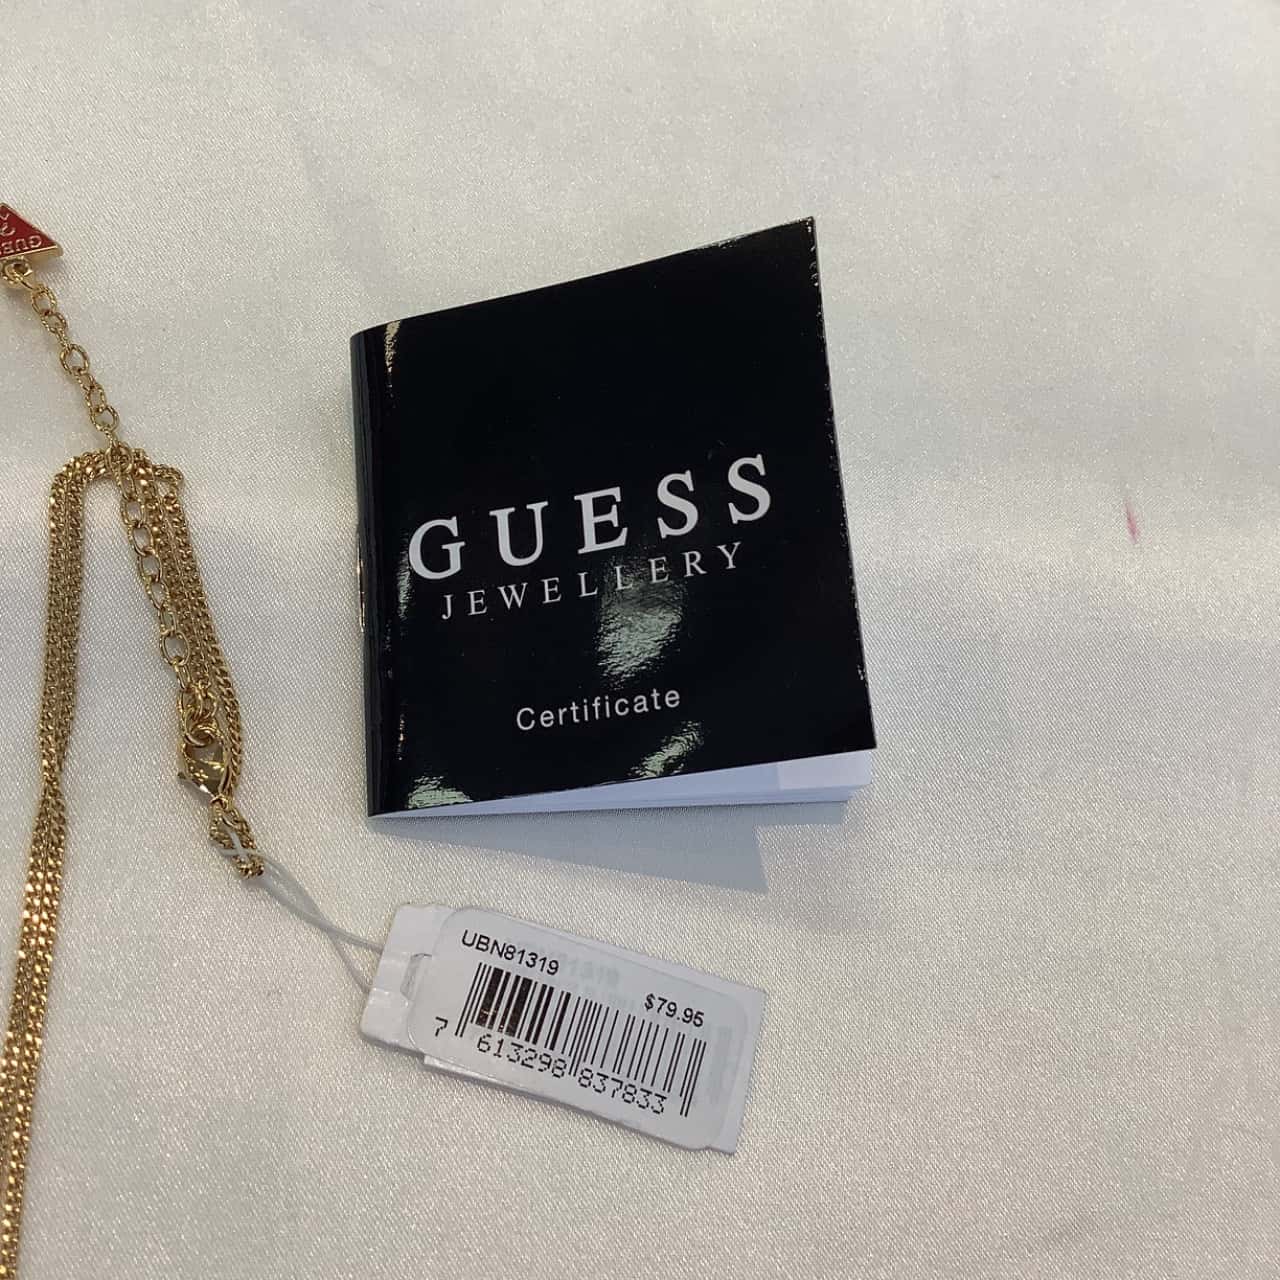 GUESS
JEWELLERY
Certificate
UBN81319
$79.95
7 613298 837833